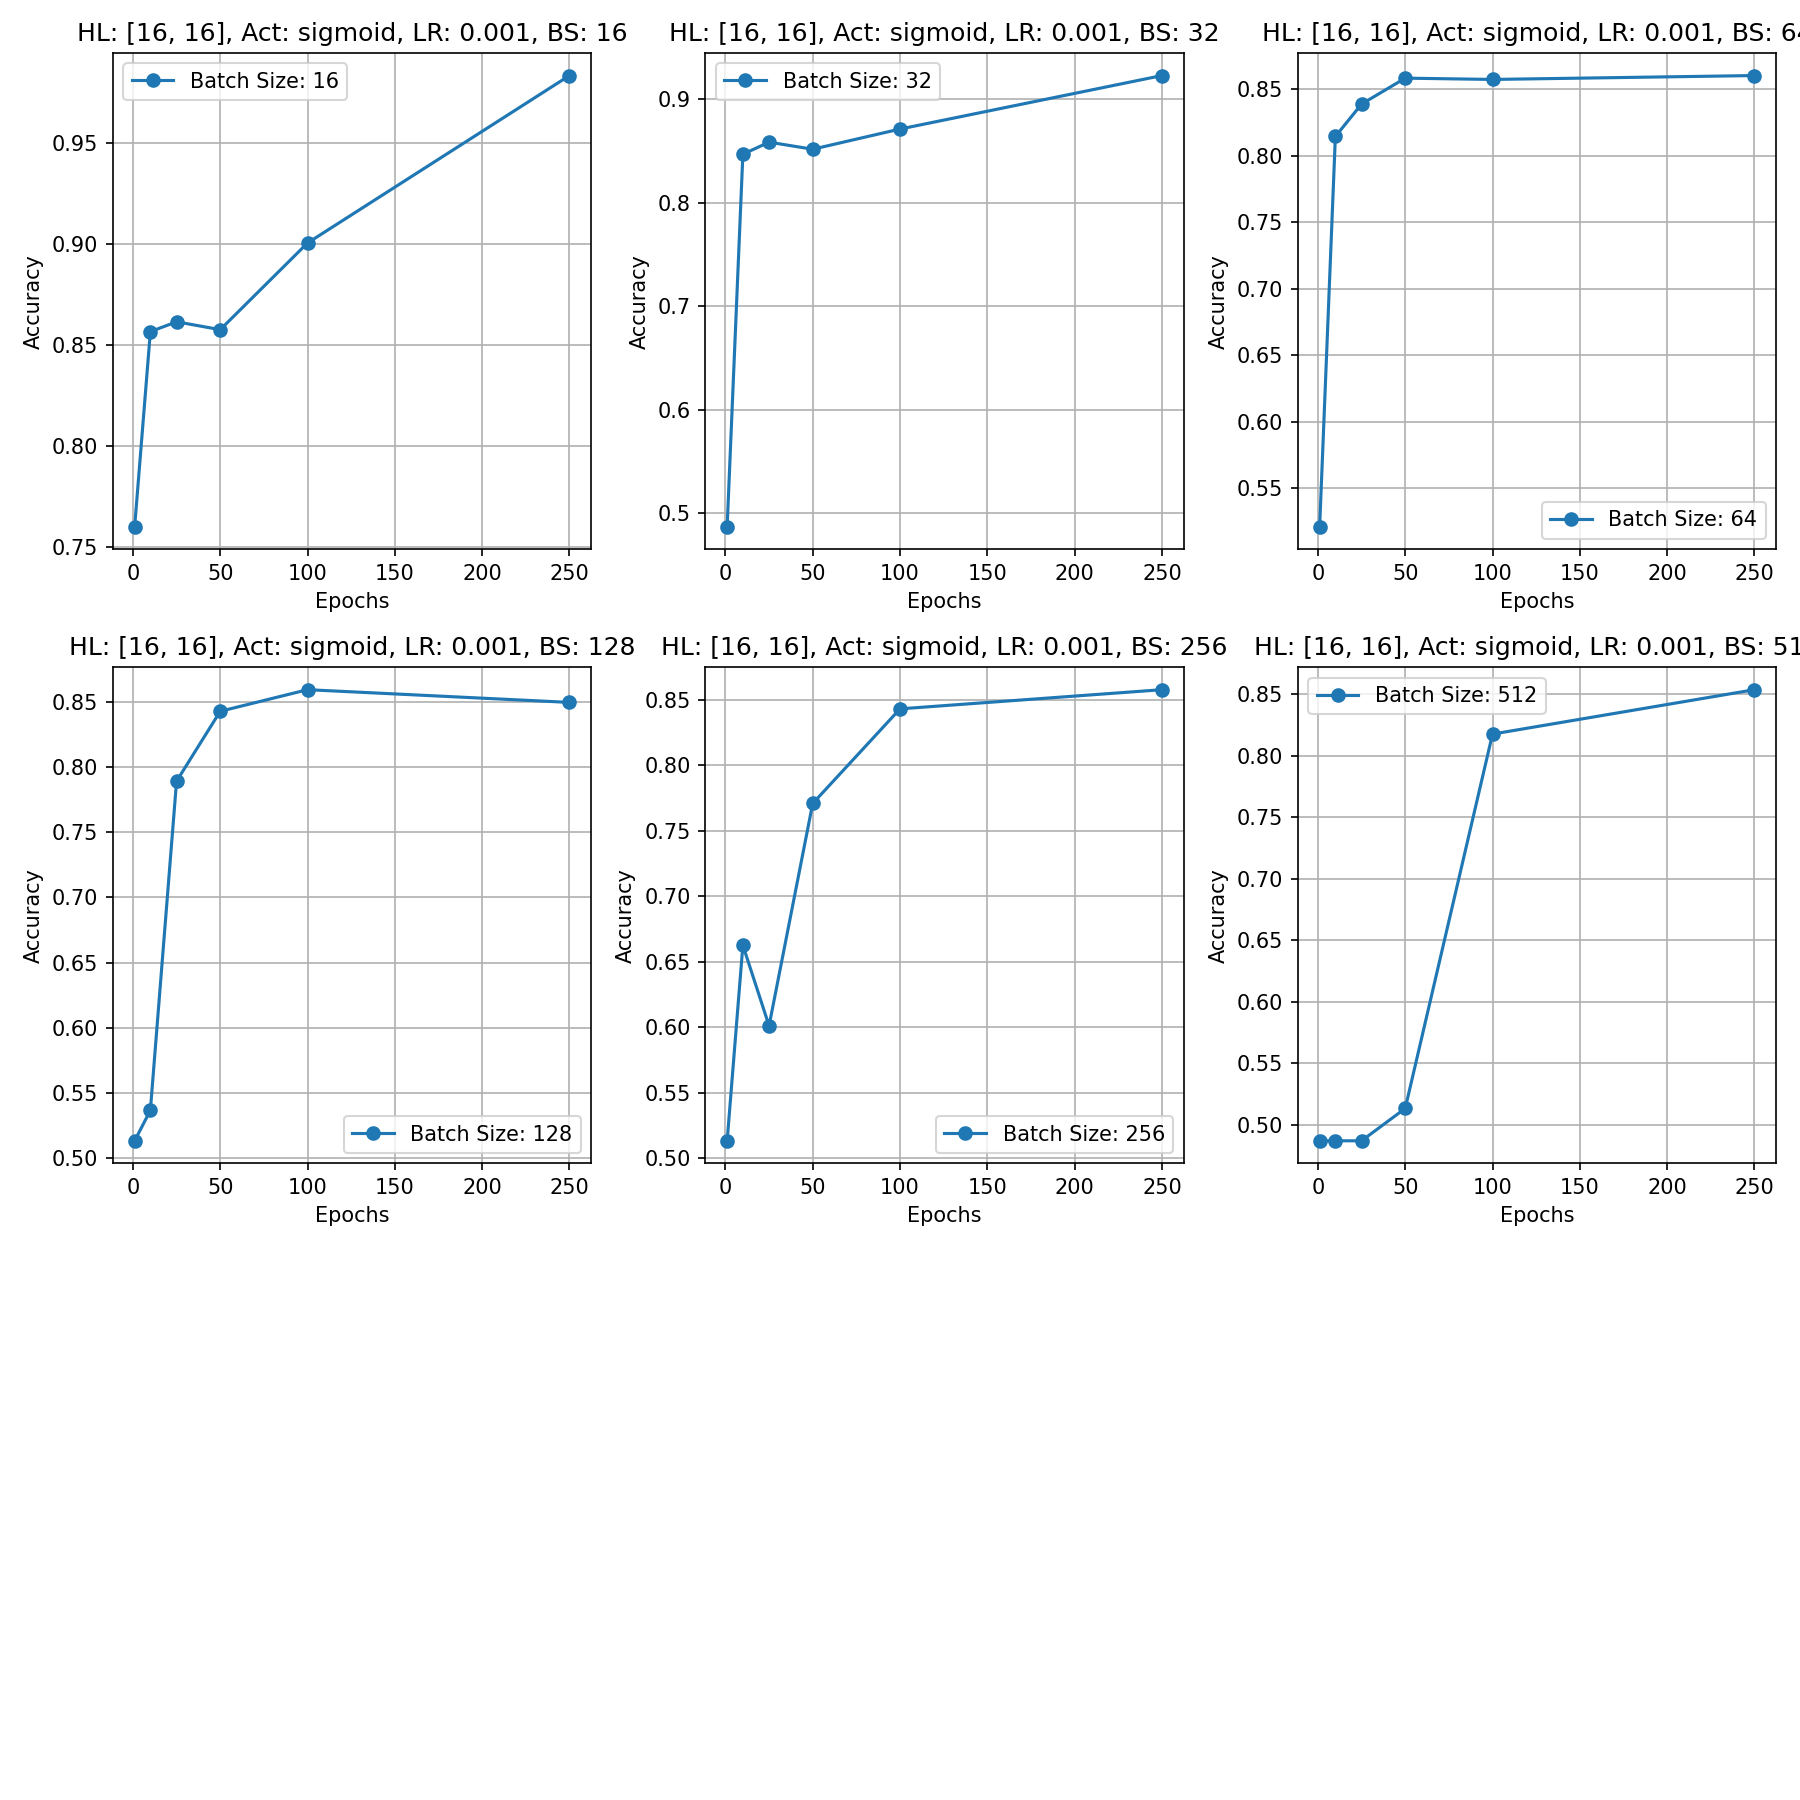 HL: [16, 16], Act: sigmoid, LR: 0.001, BS: 16
Batch Size: 16
Accuracy
0.95
0.90
0.85
0.80
0.75
0 50 100 150 200 250
Epochs
HL: [16, 16], Act: sigmoid, LR: 0.001, BS: 32
Batch Size: 32
Accuracy
0.9
0.8
0.7
0.6
0.5
0 50 100 150 200 250
Epochs
HL: [16, 16], Act: sigmoid, LR: 0.001, BS: 64
Accuracy
0.85
0.80
0.75
0.70
0.65
0.60
0.55
Batch Size: 64
0 50 100 150 200 250
Epochs
HL: [16, 16], Act: sigmoid, LR: 0.001, BS: 128
Accuracy
0.85
0.80
0.75
0.70
0.65
0.60
0.55
0.50
Batch Size: 128
0 50 100 150 200 250
Epochs
HL: [16, 16], Act: sigmoid, LR: 0.001, BS: 256
Accuracy
0.85
0.80
0.75
0.70
0.65
0.60
0.55
0.50
Batch Size: 256
0 50 100 150 200 250
Epochs
HL: [16, 16], Act: sigmoid, LR: 0.001, BS: 51
Batch Size: 512
Accuracy
0.85
0.80
0.75
0.70
0.65
0.60
0.55
0.50
0 50 100 150 200 250
Epochs